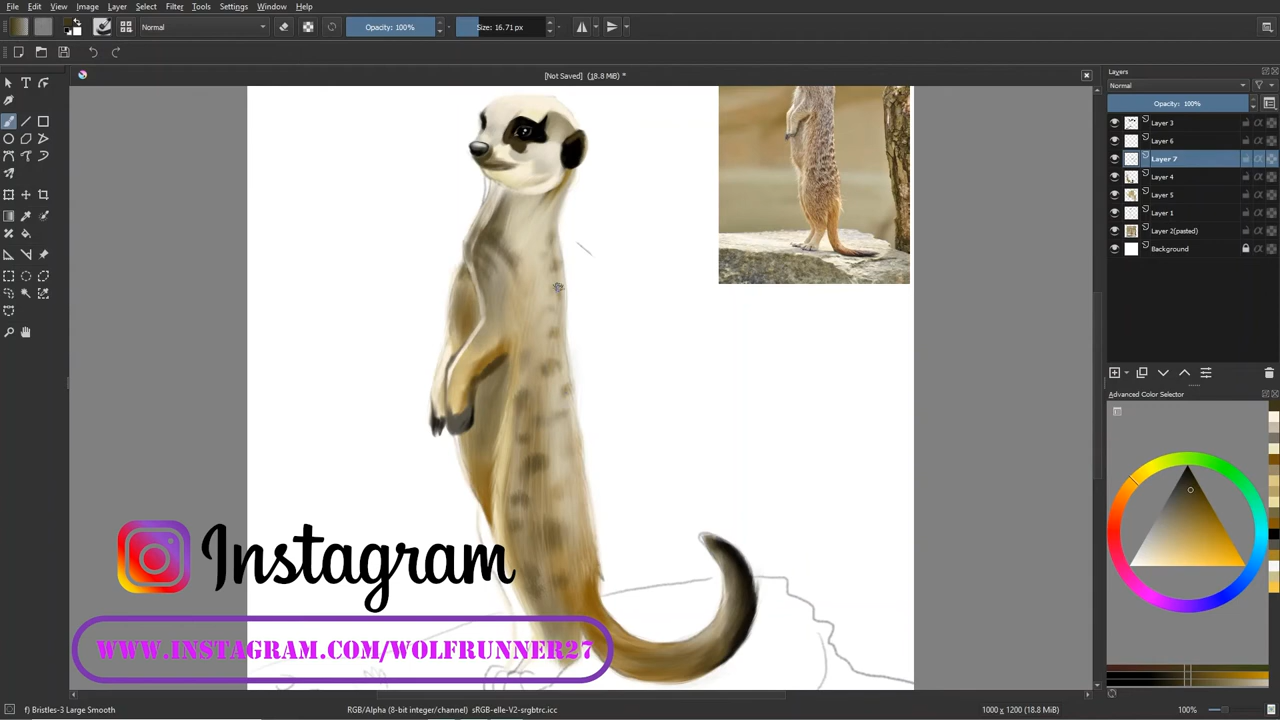 File Edit View Image Layer Select Filter Tools Settings Window Help
Normal
Opacity: 100%
Size: 16.71 px
[Not Saved] (18.8 MiB) *
Layers
Normal
Opacity: 100%
Layer 3
Layer 6
Layer 7
Layer 4
Layer 5
Layer 1
Layer 2(pasted)
Background
Advanced Color Selector
Instagram
WWW.INSTAGRAM.COM/WOLFRUNNER27
f) Bristles-3 Large Smooth
RGB/Alpha (8-bit integer/channel) sRGB-elle-V2-srgbtrc.icc
1000 x 1200 (18.8 MiB)
100%